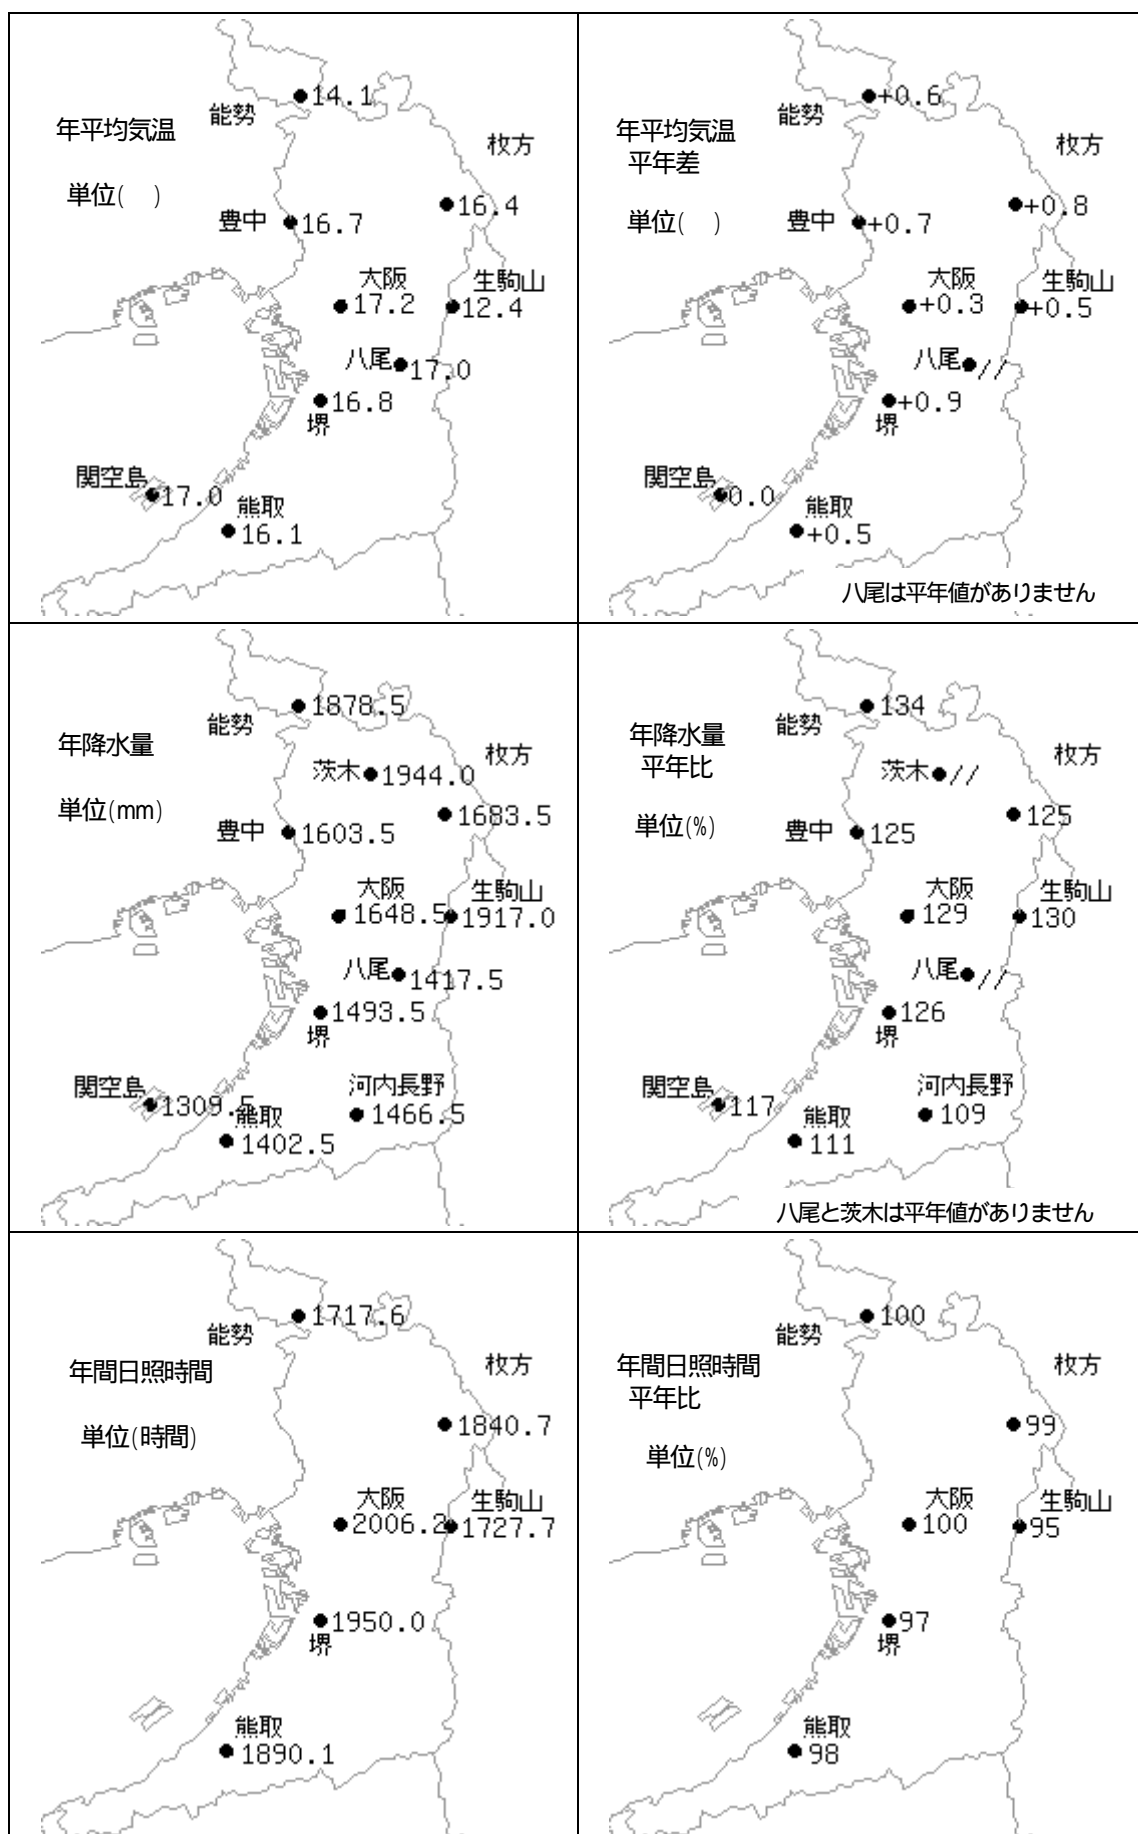 能勢
14.1
年平均気温
単位( )
枚方
16.4
豊中
16.7
大阪
17.2
生駒山
12.4
八尾
17.0
16.8
堺
関空島
17.0
熊取
16.1
能勢
+0.6
年平均気温
平年差
単位( )
枚方
+0.8
豊中
+0.7
大阪
+0.3
生駒山
+0.5
八尾
//
+0.9
堺
関空島
0.0
熊取
+0.5
八尾は平年値がありません
能勢
1878.5
年降水量
単位(mm)
枚方
茨木
1944.0
1683.5
豊中
1603.5
大阪
1648.5
生駒山
1917.0
八尾
1417.5
1493.5
堺
関空島
1309.5
河内長野
1466.5
熊取
1402.5
能勢
134
年降水量
平年比
単位(%)
枚方
茨木
//
125
豊中
125
大阪
129
生駒山
130
八尾
//
126
堺
関空島
117
河内長野
109
熊取
111
八尾と茨木は平年値がありません
能勢
1717.6
年間日照時間
単位(時間)
枚方
1840.7
大阪
2006.2
生駒山
1727.7
1950.0
堺
熊取
1890.1
能勢
100
年間日照時間
平年比
単位(%)
枚方
99
大阪
100
生駒山
95
97
堺
熊取
98